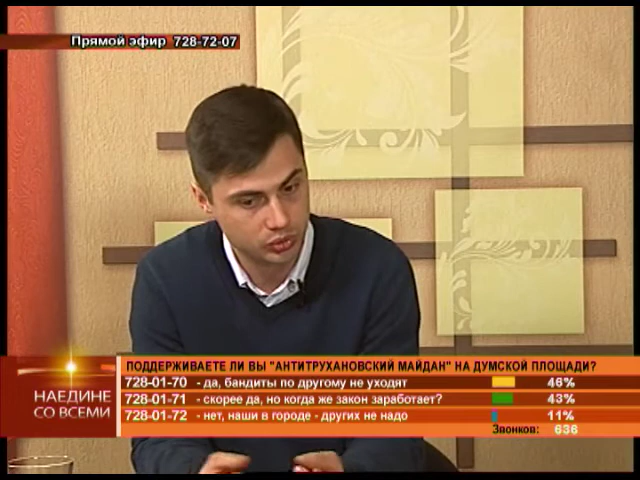 Прямой эфир 728-72-07
ПОДДЕРЖИВАЕТЕ ЛИ ВЫ "АНТИТРУХАНОВСКИЙ МАЙДАН" НА ДУМСКОЙ ПЛОЩАДИ?
728-01-70 - да, бандиты по другому не уходят 46%
728-01-71 - скорее да, но когда же закон заработает? 43%
728-01-72 - нет, наши в городе - других не надо 11%
Звонков: 636
НАЕДИНЕ
СО ВСЕМИ